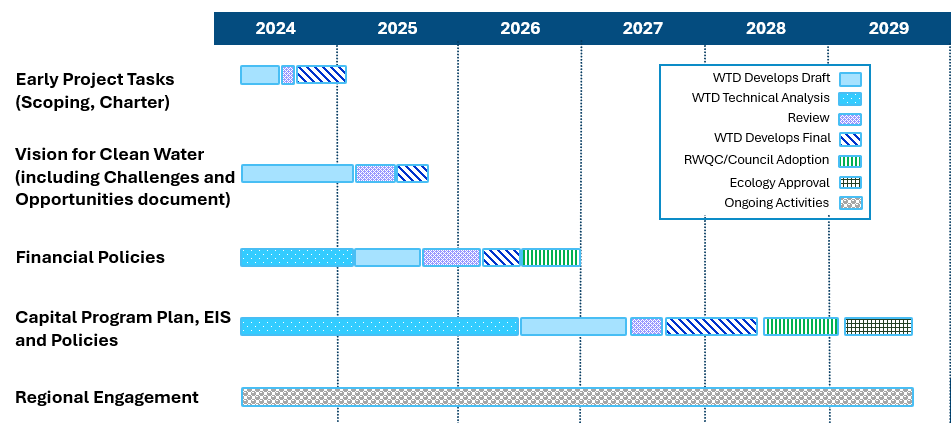 2024 2025 2026 2027 2028 2029
Early Project Tasks
(Scoping, Charter)
WTD Develops Draft
WTD Technical Analysis
Review
WTD Develops Final
RWQC/Council Adoption
Ecology Approval
Ongoing Activities
Vision for Clean Water
(including Challenges and
Opportunities document)
Financial Policies
Capital Program Plan, EIS
and Policies
Regional Engagement